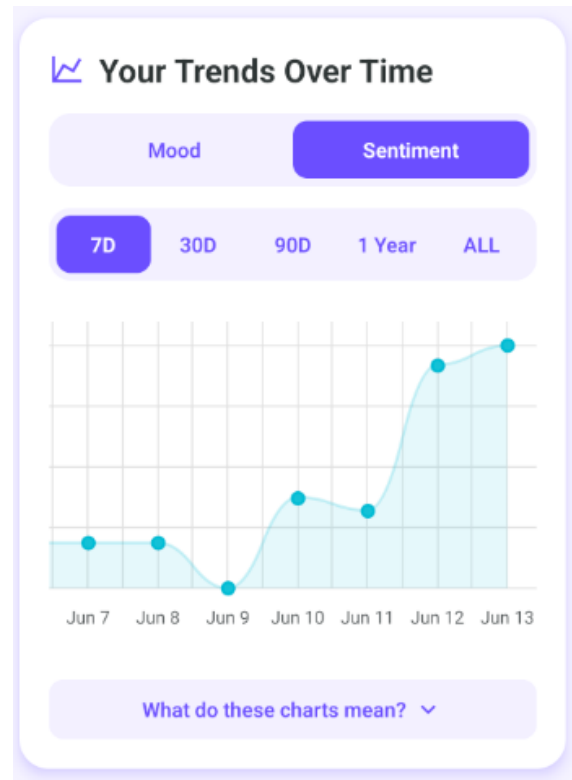 Your Trends Over Time
Mood Sentiment
7D 30D 90D 1 Year ALL
Jun 7 Jun 8 Jun 9 Jun 10 Jun 11 Jun 12 Jun 13
What do these charts mean?